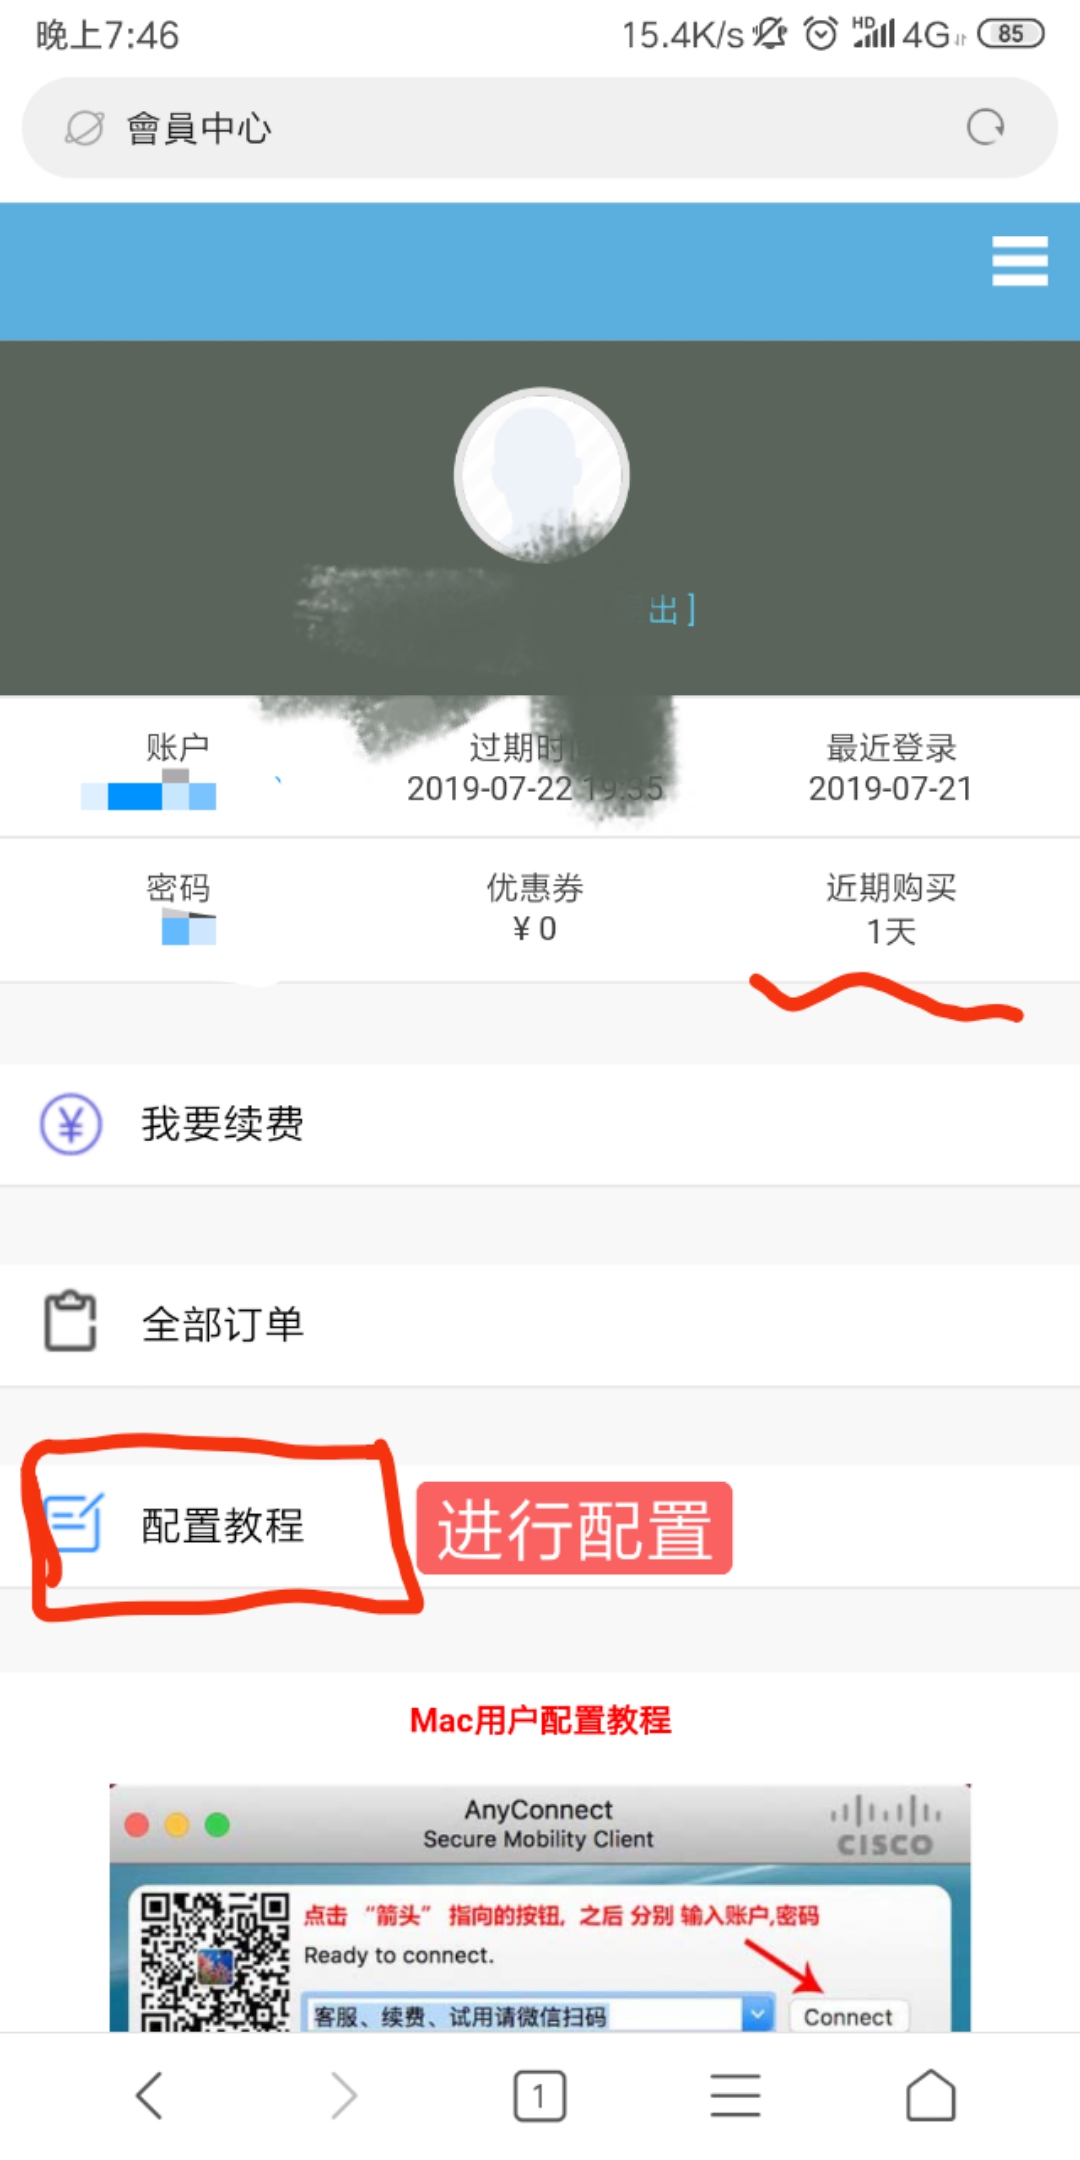 晚上7:46 15.4K/s HD 4G 85
會員中心
出]
账户 过期时 最近登录
2019-07-22 19:35 2019-07-21
密码 优惠券 近期购买
¥ 0 1天
¥ 我要续费
全部订单
配置教程 进行配置
Mac用户配置教程
AnyConnect
Secure Mobility Client
CISCO
点击 “箭头” 指向的按钮, 之后 分别 输入账户,密码
Ready to connect.
客服、续费、试用请微信扫码 Connect
1